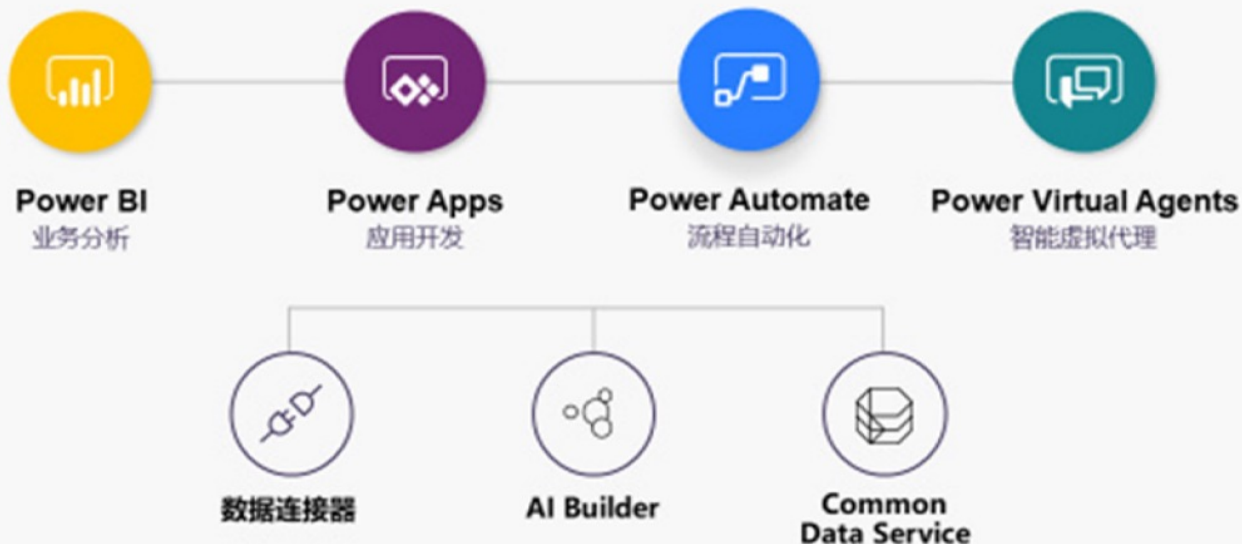 Power BI
业务分析
Power Apps
应用开发
Power Automate
流程自动化
Power Virtual Agents
智能虚拟代理
数据连接器
AI Builder
Common
Data Service